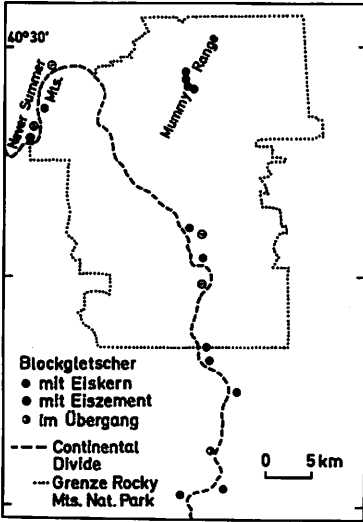 40°30'
Never Summer
Mts.
Mummy Range
Blockgletscher
mit Eiskern
mit Eiszement
im Übergang
Continental
Divide
Grenze Rocky
Mts. Nat. Park
0 5 km